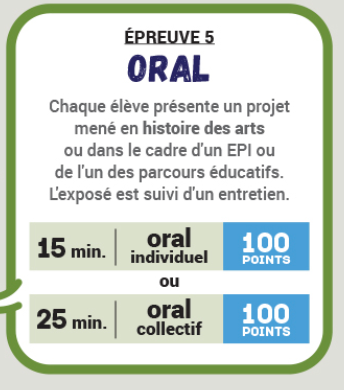 ÉPREUVE 5
ORAL
Chaque élève présente un projet
mené en histoire des arts
ou dans le cadre d'un EPI ou
de l'un des parcours éducatifs.
L'exposé est suivi d'un entretien.
15 min. oral individuel 100 POINTS
ou
25 min. oral collectif 100 POINTS